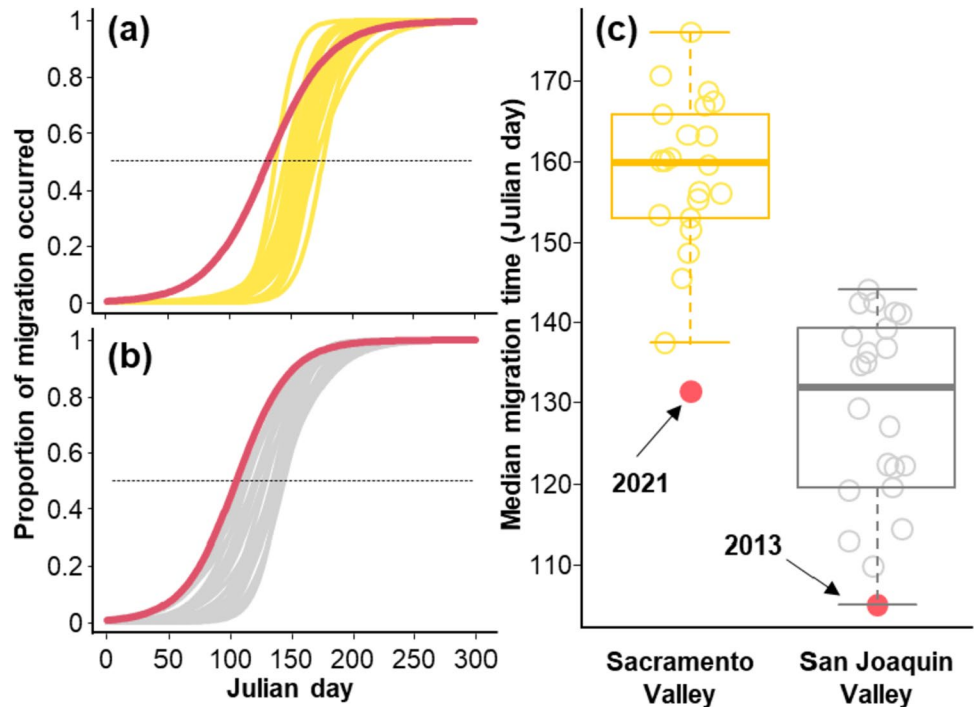 (a)
1
0.8
0.6
0.4
0.2
0
(b)
1
0.8
0.6
0.4
0.2
0
Proportion of migration occurred
0 50 100 150 200 250 300
Julian day
(c)
Median migration time (Julian day)
170
160
150
140
130
120
110
2021
2013
Sacramento
Valley
San Joaquin
Valley